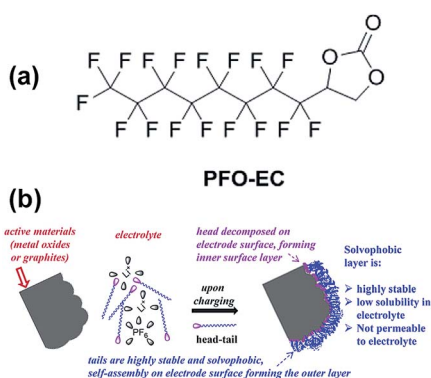 (a)
O
F F F F F F F F
O
O
F
F F F F F F F F
PFO-EC
(b)
active materials
(metal oxides
or graphites)
electrolyte
PF₆
upon
charging
head-tail
head decomposed on
electrode surface, forming
inner surface layer
Solvophobic
layer is:
➢ highly stable
➢ low solubility in
electrolyte
➢ Not permeable
to electrolyte
tails are highly stable and solvophobic,
self-assembly on electrode surface forming the outer layer